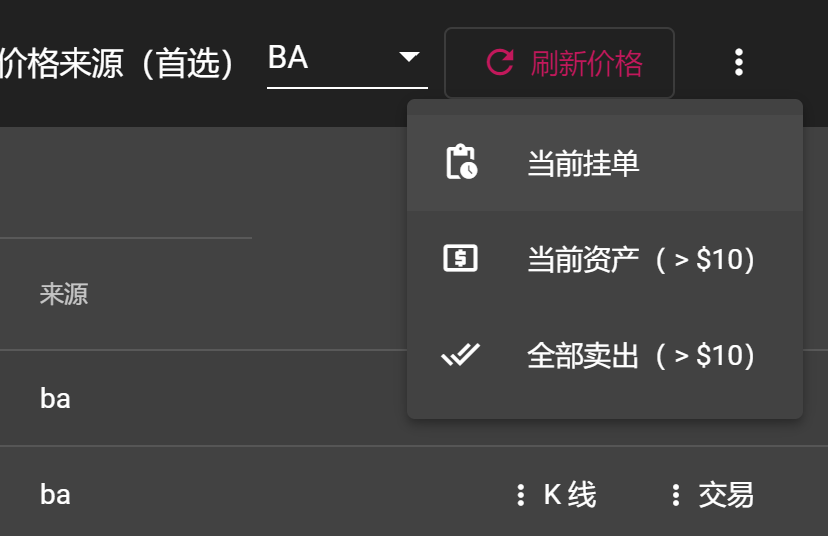 价格来源（首选） BA 刷新价格
当前挂单
当前资产（ > $10）
来源
全部卖出（ > $10）
ba
ba K 线 交易